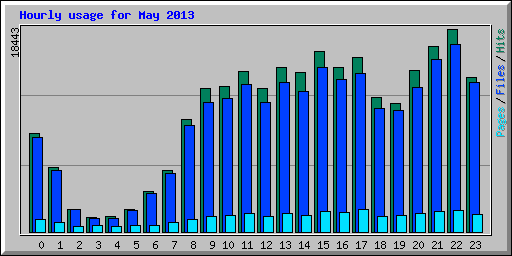 Hourly usage for May 2013
18443
Pages/Files/Hits
0 1 2 3 4 5 6 7 8 9 10 11 12 13 14 15 16 17 18 19 20 21 22 23